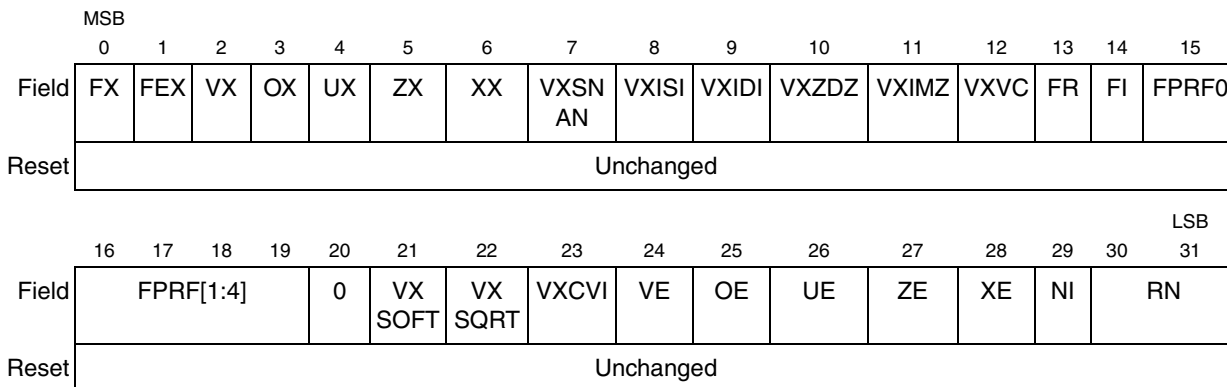 MSB
0 1 2 3 4 5 6 7 8 9 10 11 12 13 14 15
Field FX FEX VX OX UX ZX XX VXSN VXISI VXIDI VXZDZ VXIMZ VXVC FR FI FPRF0
AN
Reset Unchanged
LSB
16 17 18 19 20 21 22 23 24 25 26 27 28 29 30 31
Field FPRF[1:4] 0 VX VX VXCVI VE OE UE ZE XE NI RN
SOFT SQRT
Reset Unchanged